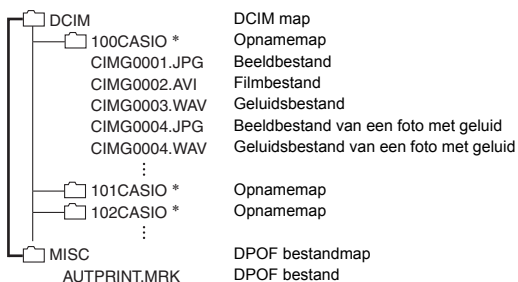 DCIM DCIM map
100CASIO * Opnamemap
CIMG0001.JPG Beeldbestand
CIMG0002.AVI Filmbestand
CIMG0003.WAV Geluidsbestand
CIMG0004.JPG Beeldbestand van een foto met geluid
CIMG0004.WAV Geluidsbestand van een foto met geluid
101CASIO * Opnamemap
102CASIO * Opnamemap
MISC DPOF bestandmap
AUTPRINT.MRK DPOF bestand